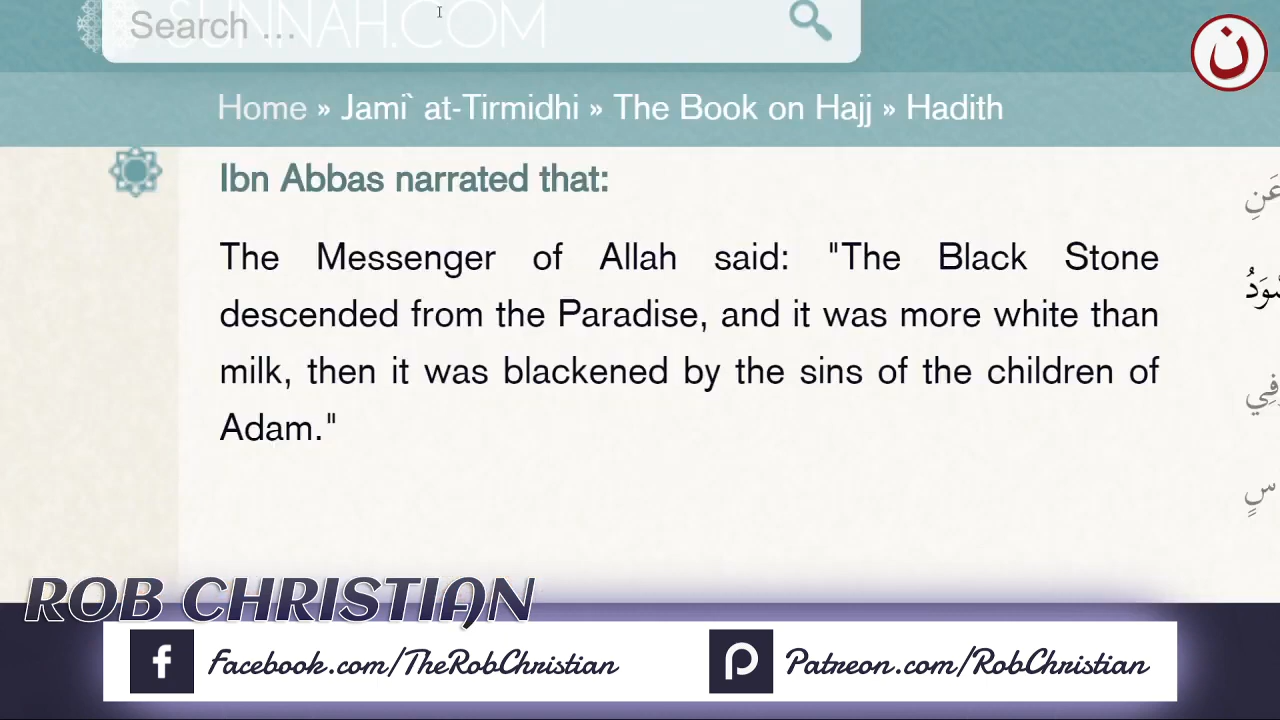 SUNNAH.COM
Search ...
ن
Home » Jami` at-Tirmidhi » The Book on Hajj » Hadith
Ibn Abbas narrated that:
The Messenger of Allah said: "The Black Stone
descended from the Paradise, and it was more white than
milk, then it was blackened by the sins of the children of
Adam."
ROB CHRISTIAN
f Facebook.com/TheRobChristian
Patreon.com/RobChristian